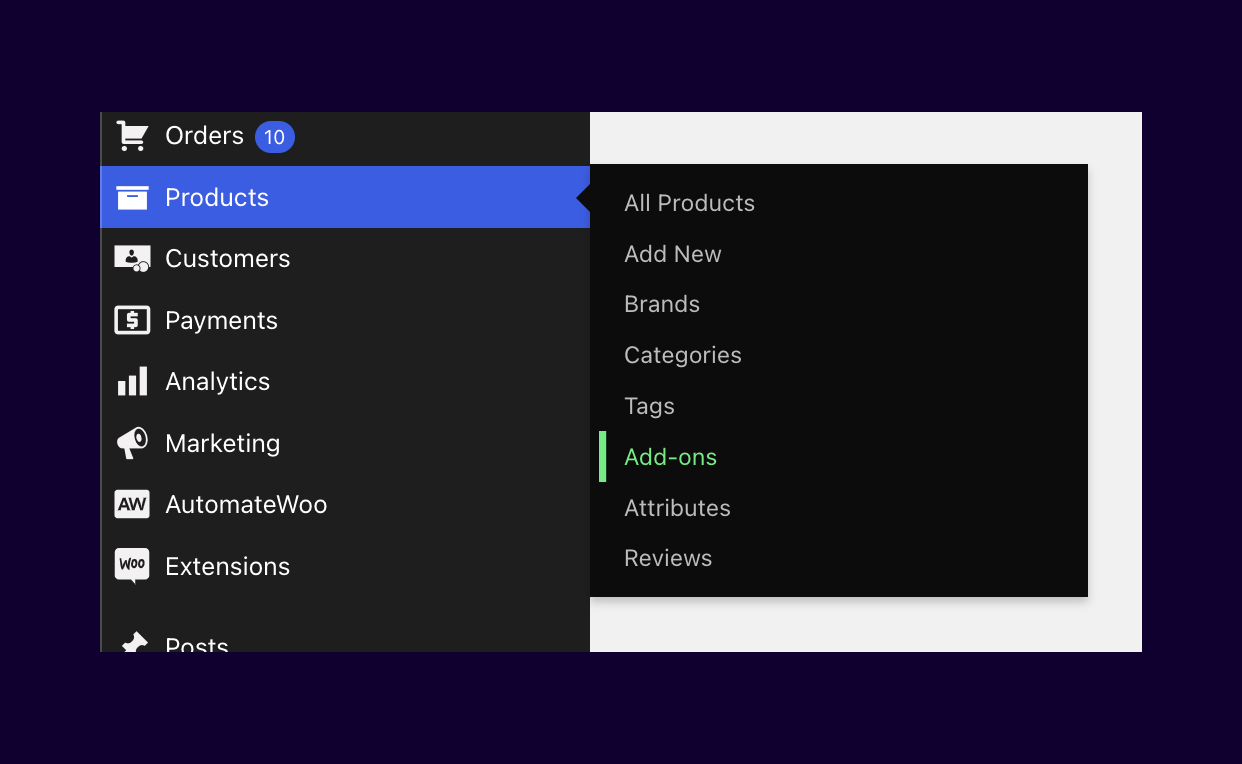 Orders 10
Products
Customers
Payments
Analytics
Marketing
AW AutomateWoo
Woo Extensions
Posts
All Products
Add New
Brands
Categories
Tags
Add-ons
Attributes
Reviews